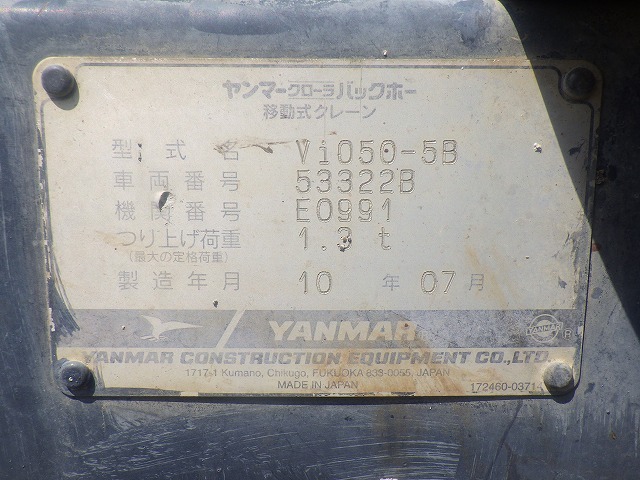 ヤンマークローラバックホー
移動式クレーン
型式名 ViO50-5B
車両番号 53322B
機関番号 E0991
つり上げ荷重 1.3 t
(最大の定格荷重)
製造年月 10 年 07 月
YANMAR
YANMAR R
YANMAR CONSTRUCTION EQUIPMENT CO.,LTD.
1717-1 Kumano, Chikugo, FUKUOKA 833-0055, JAPAN
MADE IN JAPAN
172460-0371